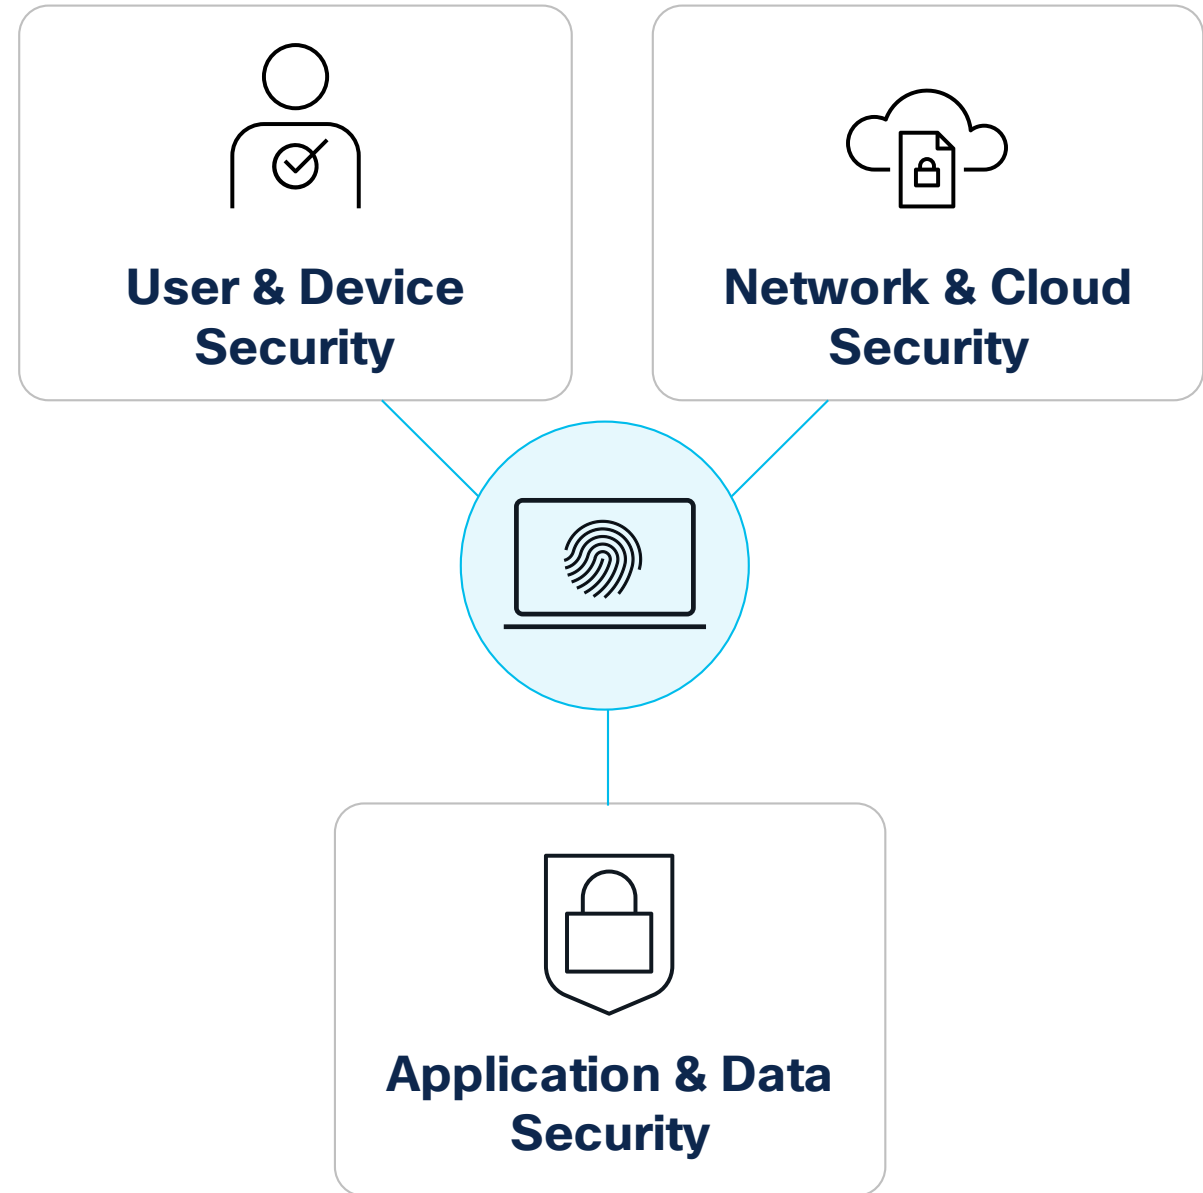 User & Device
Security
Network & Cloud
Security
Application & Data
Security